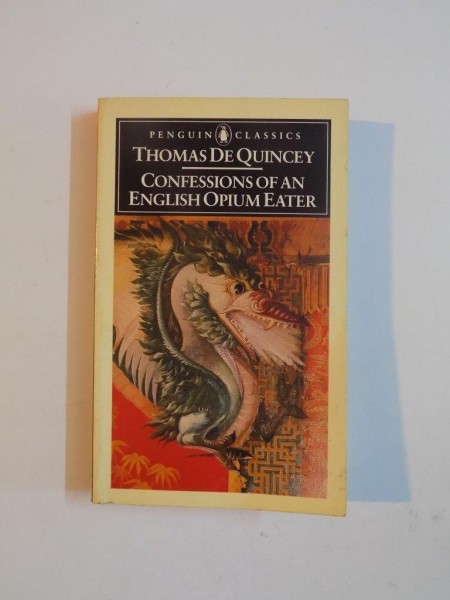 PENGUIN CLASSICS
THOMAS DE QUINCEY
CONFESSIONS OF AN
ENGLISH OPIUM EATER